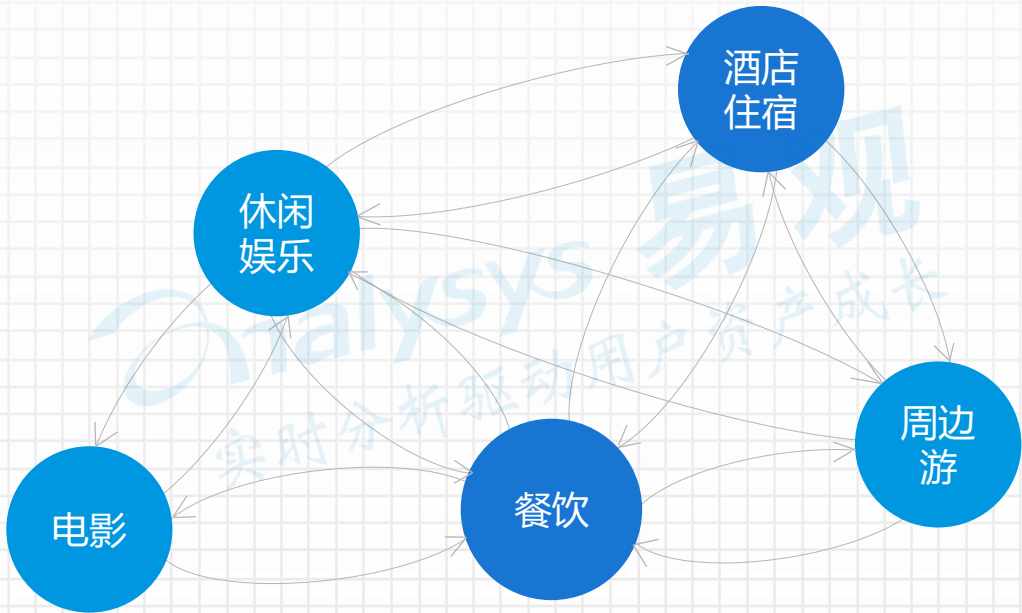 酒店
住宿
休闲
娱乐
周边
游
餐饮
电影
analysys 易观
实时分析驱动用户资产成长